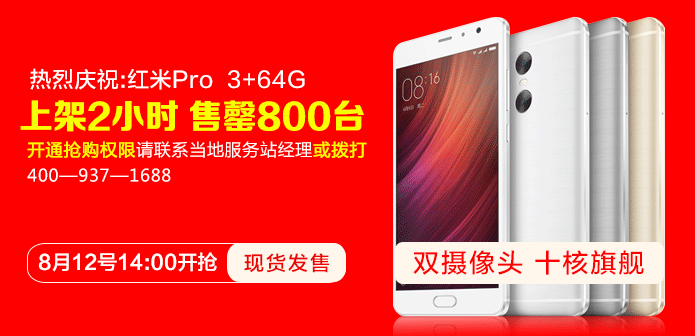 热烈庆祝:红米Pro 3+64G
上架2小时 售罄800台
开通抢购权限请联系当地服务站经理或拨打
400—937—1688
8月12号14:00开抢 现货发售
08:16
双摄像头 十核旗舰